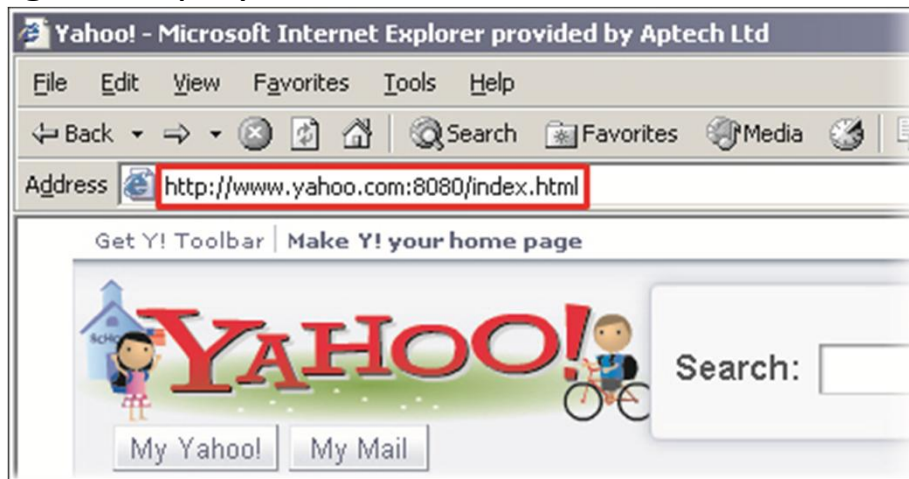 Yahoo! - Microsoft Internet Explorer provided by Aptech Ltd
File Edit View Favorites Tools Help
Back Search Favorites Media
Address http://www.yahoo.com:8080/index.html
Get Y! Toolbar | Make Y! your home page
SCHOOL
YAHOO!
Search:
My Yahoo! My Mail